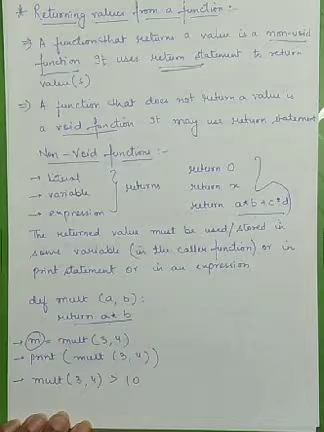 * Returning values from a function :-
⇒ A function that returns a value is a non-void
function It uses return statement to return
value(s)
⇒ A function that does not return a value is
a void function It may use return statement
Non-Void functions :-
→ literal return 0
→ variable } returns return x
→ expression return a*b+c*d
The returned value must be used/stored in
some variable (in the caller function) or in
print statement or in an expression
def mult (a, b):
return a*b
→ m = mult(3,4)
→ print (mult (3,4))
→ mult(3,4) > 10